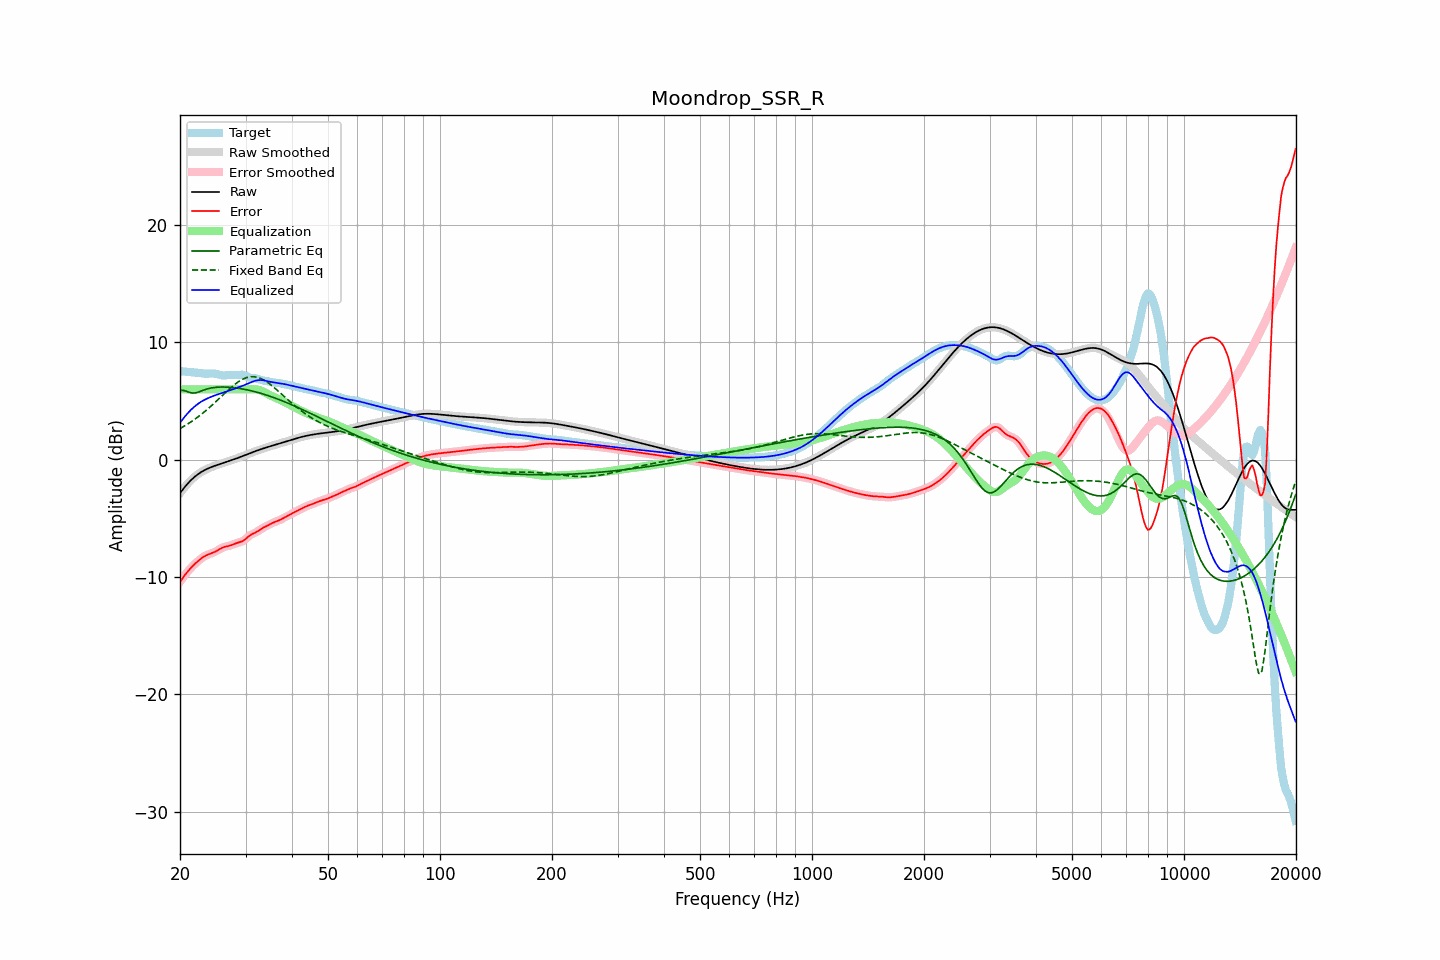 Moondrop_SSR_R
Target
Raw Smoothed
Error Smoothed
Raw
Error
Equalization
Parametric Eq
Fixed Band Eq
Equalized
20
10
0
−10
−20
−30
Amplitude (dBr)
20 50 100 200 500 1000 2000 5000 10000 20000
Frequency (Hz)